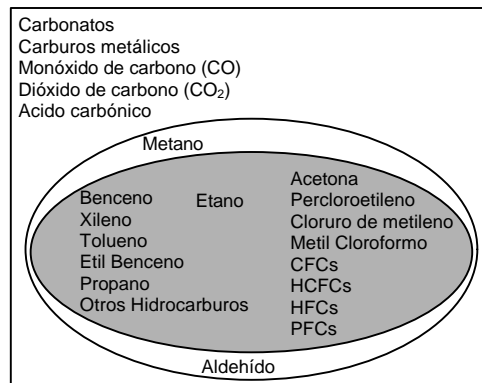 Carbonatos
Carburos metálicos
Monóxido de carbono (CO)
Dióxido de carbono (CO₂)
Acido carbónico
Metano
Benceno
Xileno
Tolueno
Etil Benceno
Propano
Otros Hidrocarburos
Etano
Acetona
Percloroetileno
Cloruro de metileno
Metil Cloroformo
CFCs
HCFCs
HFCs
PFCs
Aldehído